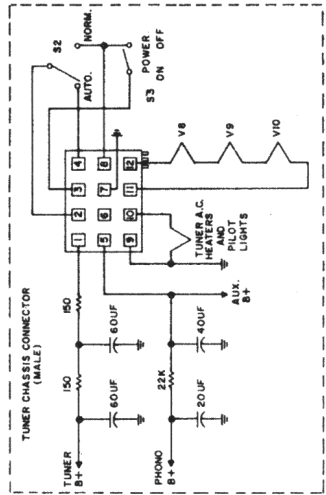 TUNER CHASSIS CONNECTOR
(MALE)
TUNER
B+
150
150
60UF
60UF
PHONO
B+
22K
20UF
40UF
AUX.
B+
1
2
3
4
5
6
7
8
9
10
11
12
S2
AUTO.
NORM.
POWER
ON
OFF
S3
TUNER A.C.
HEATERS
AND
PILOT
LIGHTS
V8
V9
V10